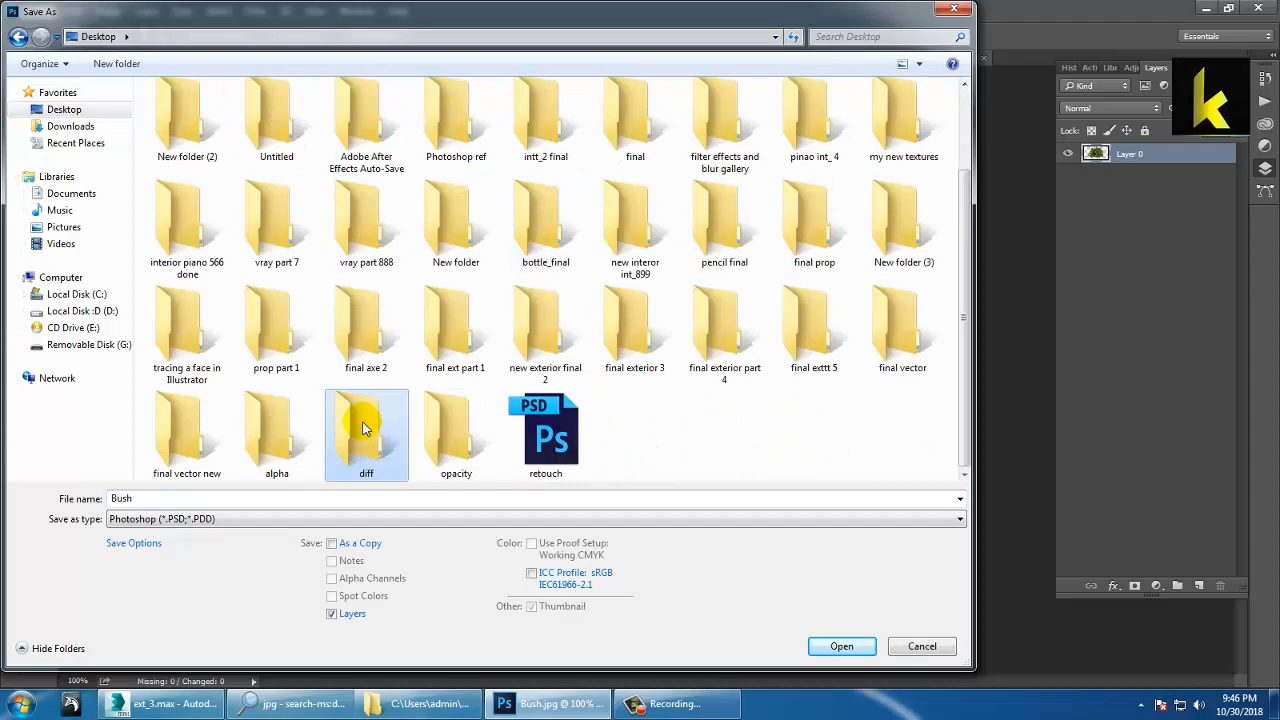 Save As
Desktop
Search Desktop
Essentials
Organize
New folder
Hist Acti Libr Adju Layers
Kind
Normal
Lock:
Layer 0
Favorites
Desktop
Downloads
Recent Places
Libraries
Documents
Music
Pictures
Videos
Computer
Local Disk (C:)
Local Disk :D (D:)
CD Drive (E:)
Removable Disk (G:)
Network
New folder (2)
Untitled
Adobe After
Effects Auto-Save
Photoshop ref
intt_2 final
final
filter effects and
blur gallery
pinao int_ 4
my new textures
interior piano 566
done
vray part 7
vray part 888
New folder
bottle_final
new interor
int_899
pencil final
final prop
New folder (3)
tracing a face in
Illustrator
prop part 1
final axe 2
final ext part 1
new exterior final
2
final exterior 3
final exterior part
4
final exttt 5
final vector
final vector new
alpha
diff
opacity
PSD
Ps
retouch
File name: Bush
Save as type: Photoshop (*.PSD;*.PDD)
Save Options
Save: As a Copy
Notes
Alpha Channels
Spot Colors
Layers
Color: Use Proof Setup:
Working CMYK
ICC Profile: sRGB
IEC61966-2.1
Other: Thumbnail
Hide Folders
Open
Cancel
100%
Missing: 0 / Changed: 0
ext_3.max - Autod...
jpg - search-ms:d...
C:\Users\admin\...
Ps
Bush.jpg @ 100% ...
Recording...
9:46 PM
10/30/2018